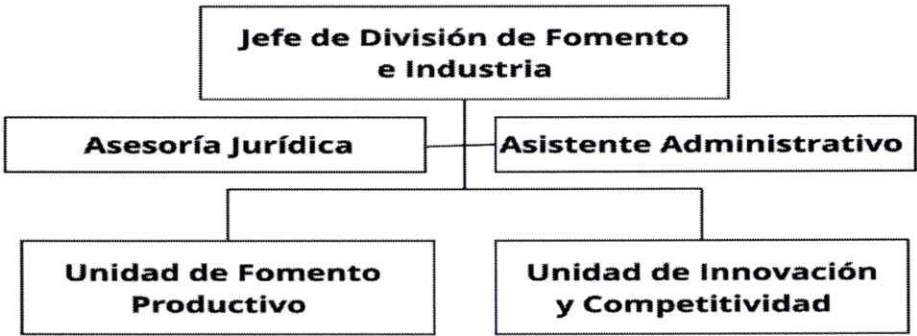 Jefe de División de Fomento
e Industria
Asesoría Jurídica
Asistente Administrativo
Unidad de Fomento
Productivo
Unidad de Innovación
y Competitividad